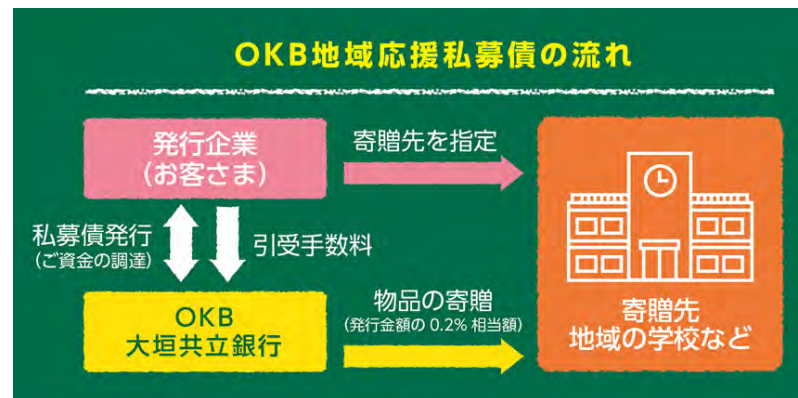 OKB地域応援私募債の流れ
発行企業
(お客さま)
寄贈先を指定
私募債発行
(ご資金の調達)
引受手数料
OKB
大垣共立銀行
物品の寄贈
(発行金額の0.2%相当額)
寄贈先
地域の学校など